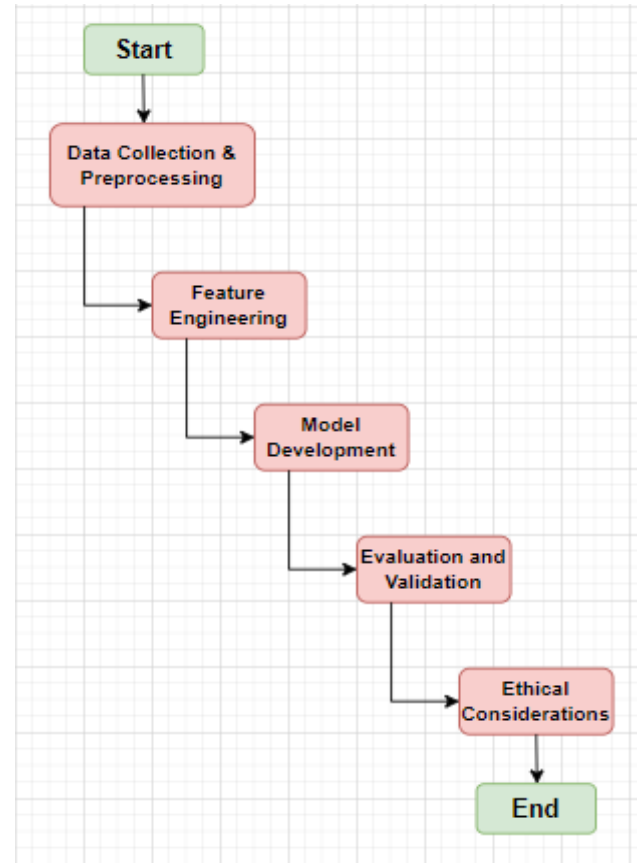 Start
Data Collection &
Preprocessing
Feature
Engineering
Model
Development
Evaluation and
Validation
Ethical
Considerations
End